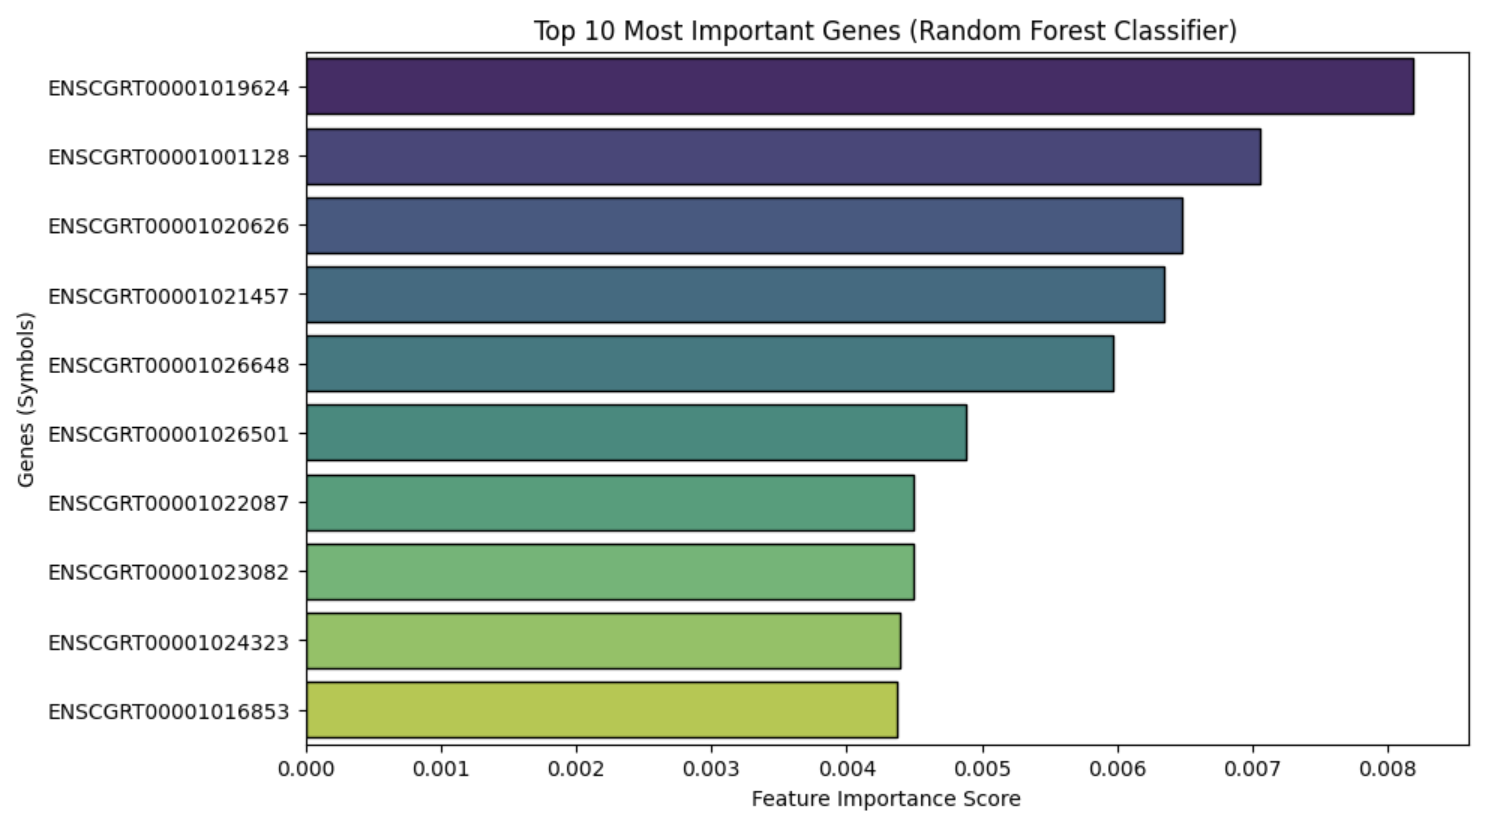 Top 10 Most Important Genes (Random Forest Classifier)
Genes (Symbols)
ENSCGRT00001019624
ENSCGRT00001001128
ENSCGRT00001020626
ENSCGRT00001021457
ENSCGRT00001026648
ENSCGRT00001026501
ENSCGRT00001022087
ENSCGRT00001023082
ENSCGRT00001024323
ENSCGRT00001016853
0.000 0.001 0.002 0.003 0.004 0.005 0.006 0.007 0.008
Feature Importance Score